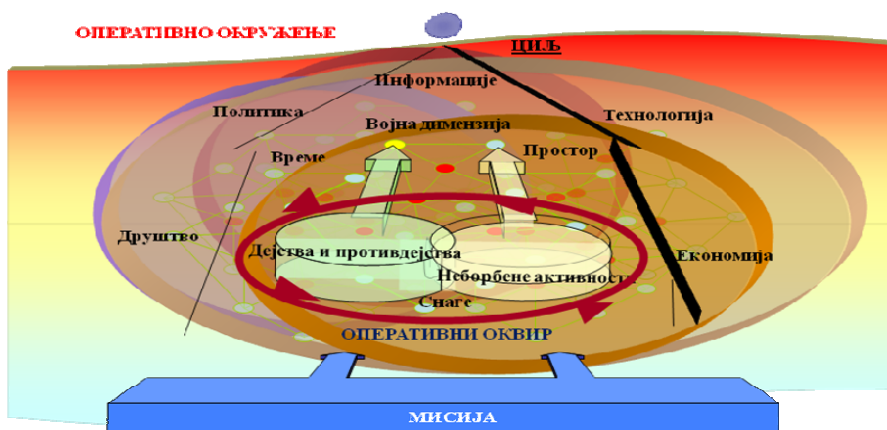 ОПЕРАТИВНО ОКРУЖЕЊЕ
ЦИЉ
Информације
Политика
Технологија
Војна димензија
Време
Простор
Друштво
Дејства и противдејства
Економија
Неборбене активност
Снаге
ОПЕРАТИВНИ ОКВИР
МИСИЈА